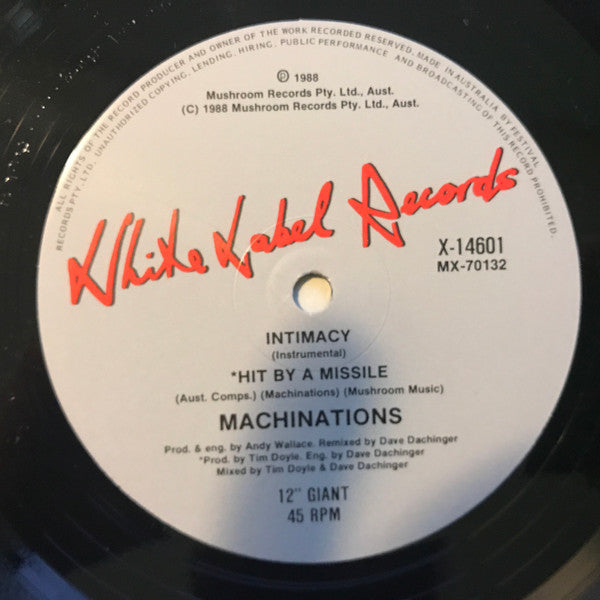 ALL RIGHTS OF THE RECORD PRODUCER AND OWNER OF THE WORK RECORDED RESERVED. MADE IN AUSTRALIA. BY FESTIVAL
RECORDS PTY. LTD. UNAUTHORIZED COPYING, LENDING, HIRING, PUBLIC PERFORMANCE AND BROADCASTING OF THIS RECORD PROHIBITED.
℗ 1988
Mushroom Records Pty. Ltd., Aust.
(C) 1988 Mushroom Records Pty. Ltd., Aust.
White Label Records
X-14601
MX-70132
INTIMACY
(Instrumental)
*HIT BY A MISSILE
(Aust. Comps.) (Machinations) (Mushroom Music)
MACHINATIONS
Prod. & eng. by Andy Wallace. Remixed by Dave Dachinger
*Prod. by Tim Doyle. Eng. by Dave Dachinger
Mixed by Tim Doyle & Dave Dachinger
12" GIANT
45 RPM